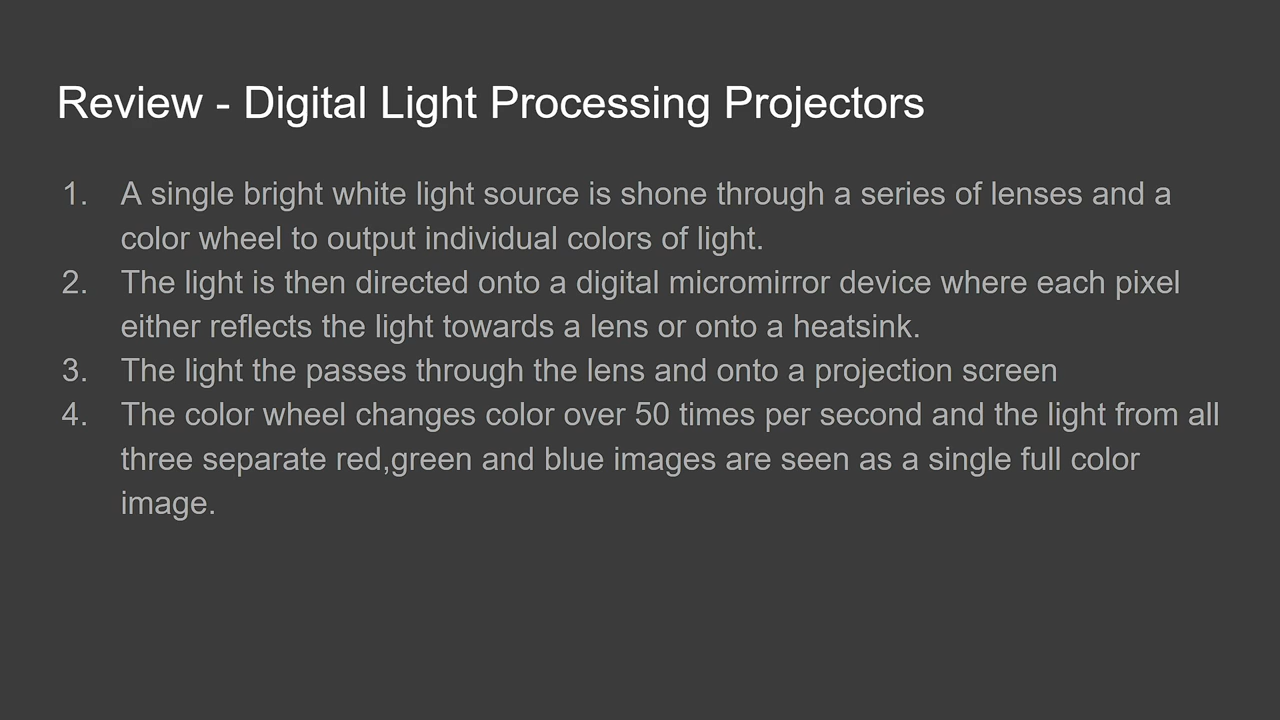 Review - Digital Light Processing Projectors
1. A single bright white light source is shone through a series of lenses and a
color wheel to output individual colors of light.
2. The light is then directed onto a digital micromirror device where each pixel
either reflects the light towards a lens or onto a heatsink.
3. The light the passes through the lens and onto a projection screen
4. The color wheel changes color over 50 times per second and the light from all
three separate red,green and blue images are seen as a single full color
image.